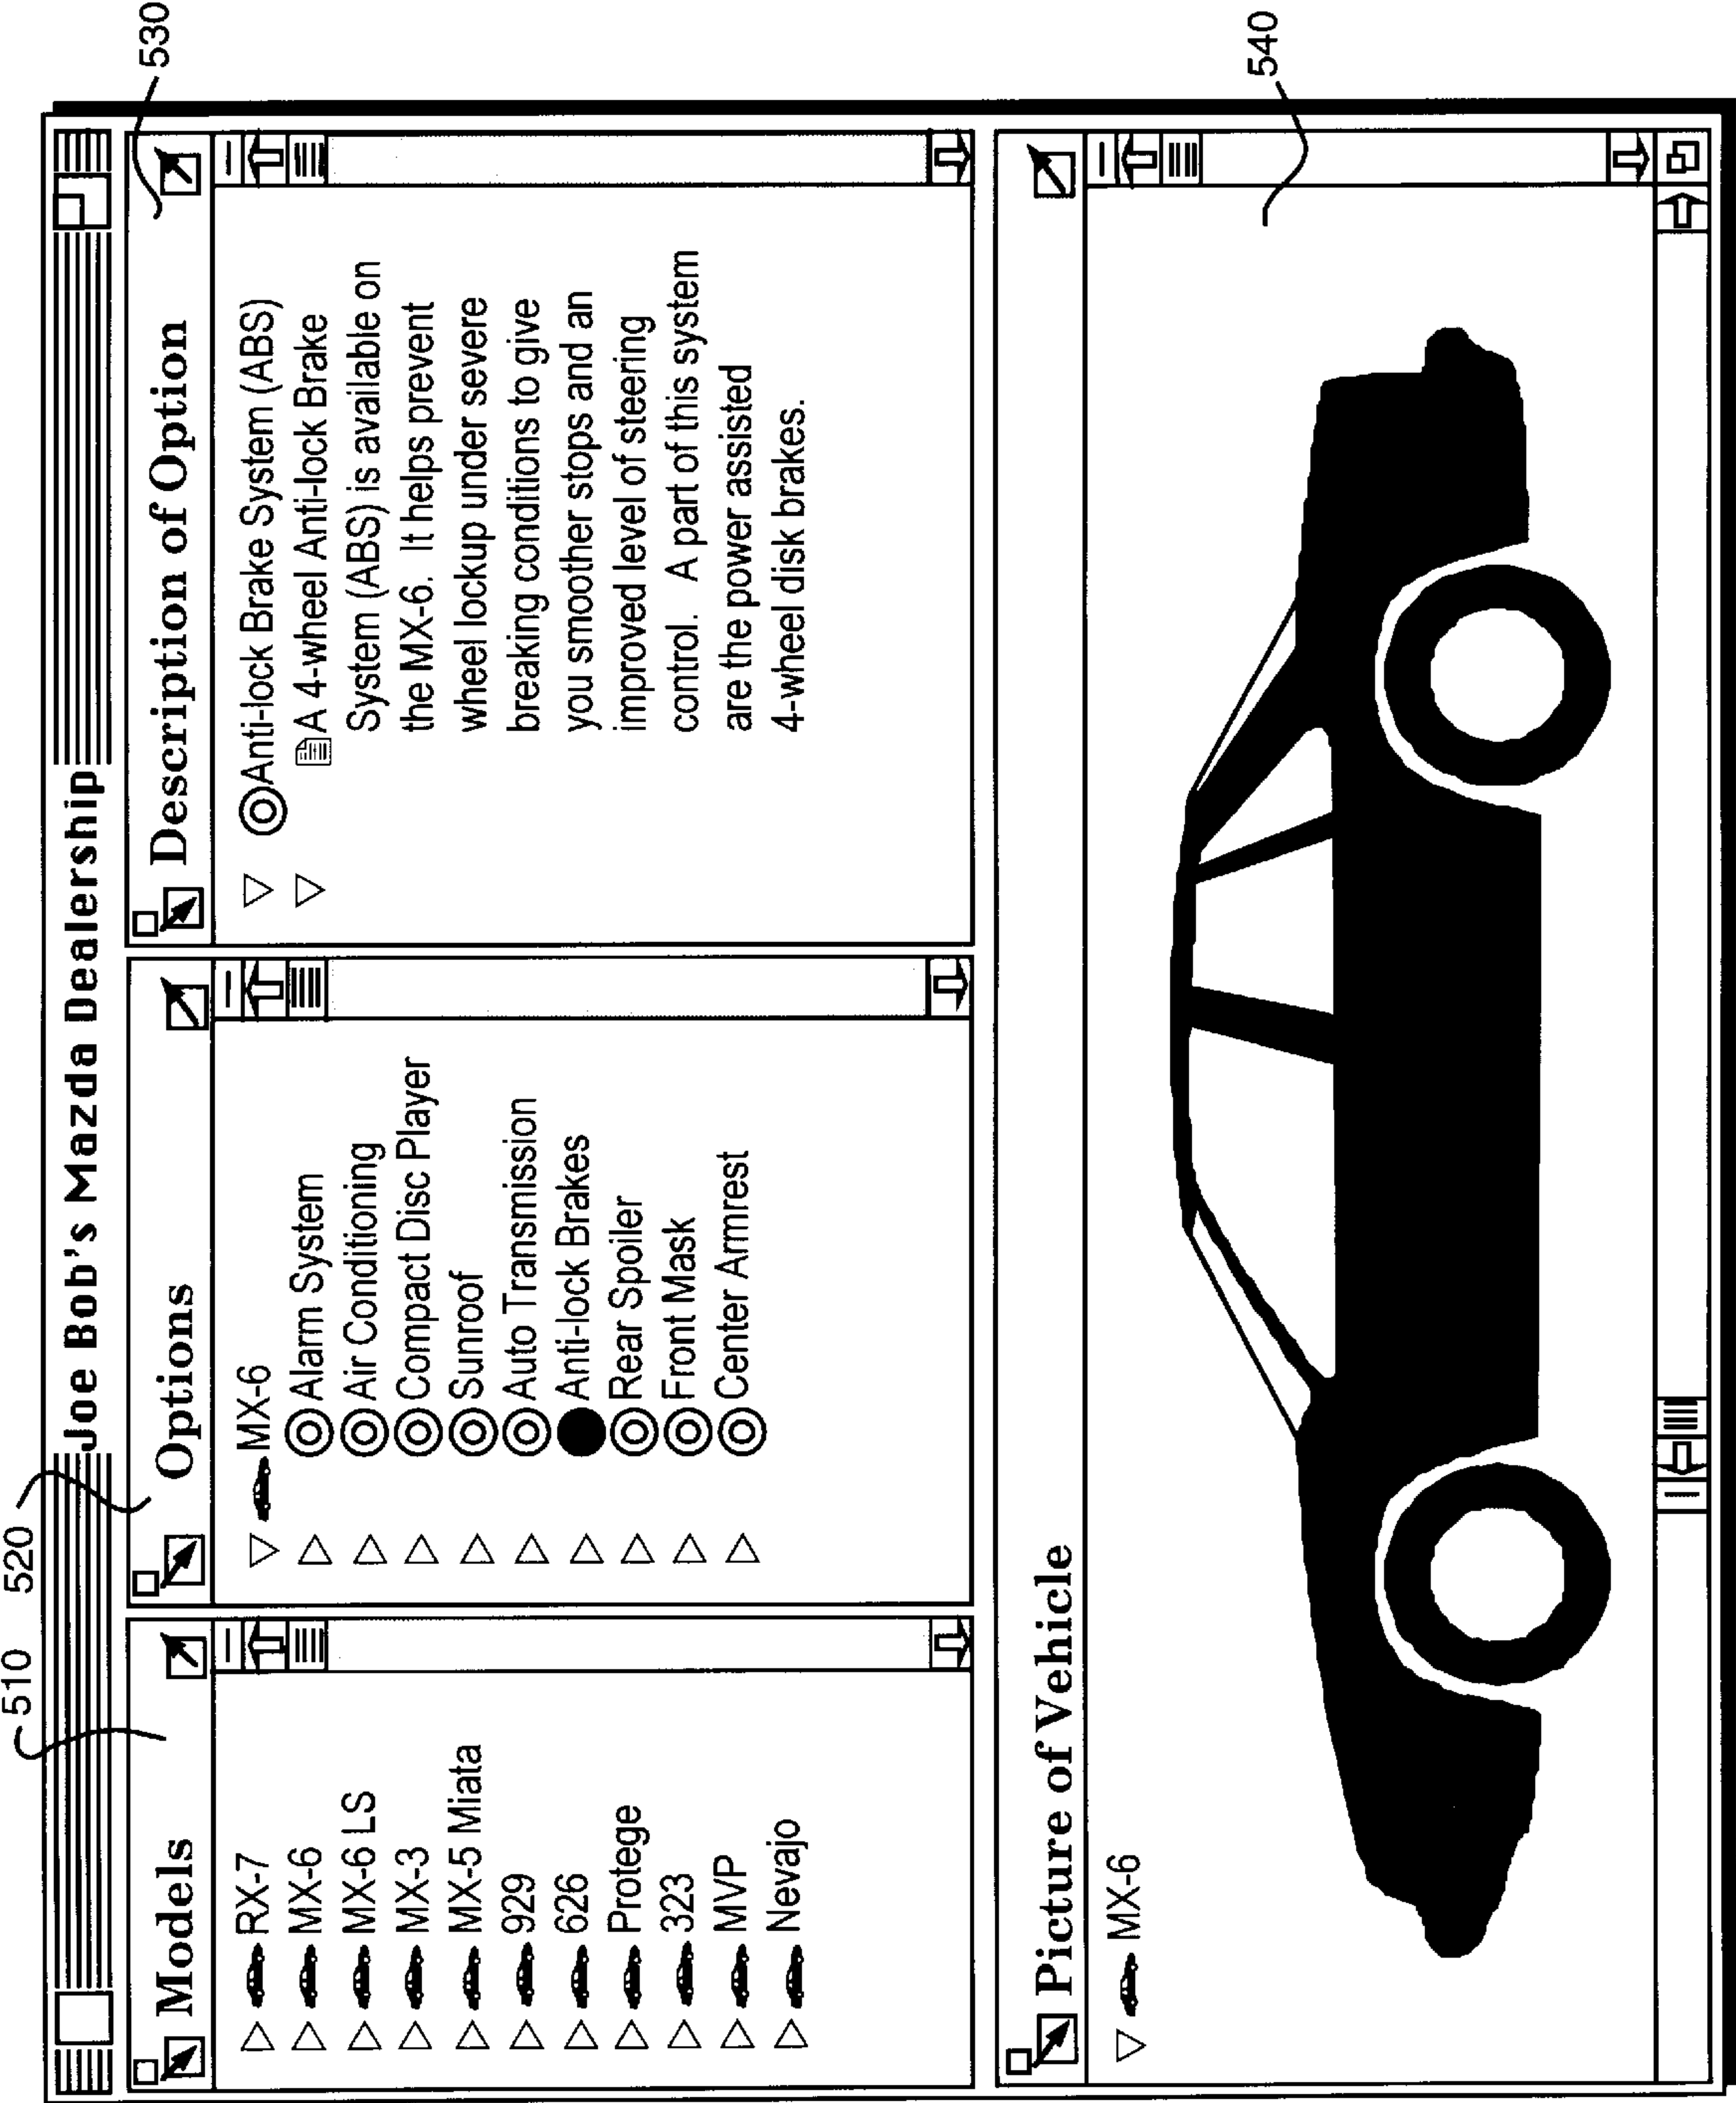 510
520
530
Joe Bob's Mazda Dealership
Models
RX-7
MX-6
MX-6 LS
MX-3
MX-5 Miata
929
626
Protege
323
MVP
Nevajo
Options
MX-6
Alarm System
Air Conditioning
Compact Disc Player
Sunroof
Auto Transmission
Anti-lock Brakes
Rear Spoiler
Front Mask
Center Armrest
Description of Option
Anti-lock Brake System (ABS)
A 4-wheel Anti-lock Brake
System (ABS) is available on
the MX-6. It helps prevent
wheel lockup under severe
breaking conditions to give
you smoother stops and an
improved level of steering
control. A part of this system
are the power assisted
4-wheel disk brakes.
Picture of Vehicle
MX-6
540